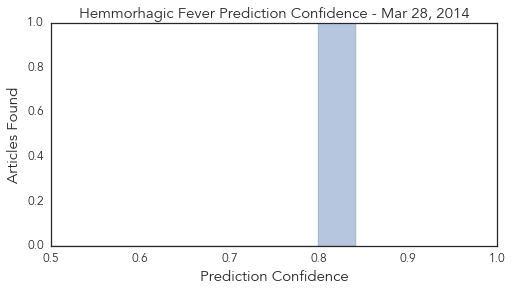 Hemmorhagic Fever Prediction Confidence - Mar 28, 2014
1.0
0.8
0.6
0.4
0.2
0.0
Articles Found
0.5 0.6 0.7 0.8 0.9 1.0
Prediction Confidence